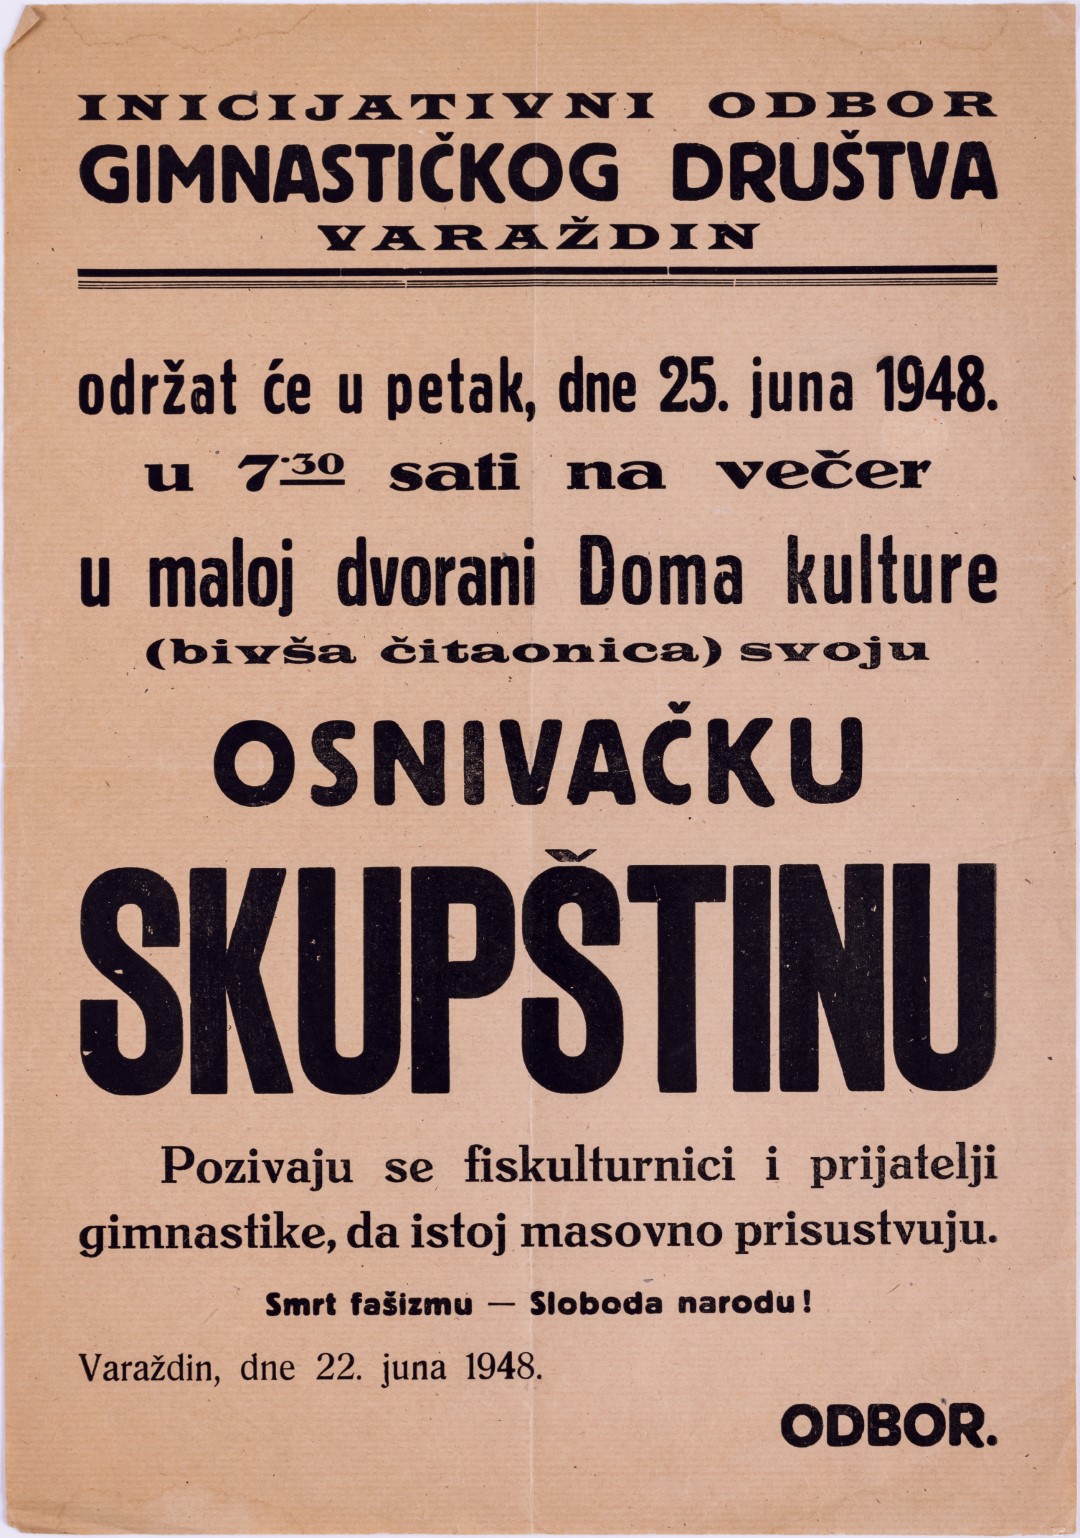 INICIJATIVNI ODBOR
GIMNASTIČKOG DRUŠTVA
VARAŽDIN
održat će u petak, dne 25. juna 1948.
u 7·30 sati na večer
u maloj dvorani Doma kulture
(bivša čitaonica) svoju
OSNIVAČKU
SKUPŠTINU
Pozivaju se fiskulturnici i prijatelji
gimnastike, da istoj masovno prisustvuju.
Smrt fašizmu — Sloboda narodu!
Varaždin, dne 22. juna 1948.
ODBOR.